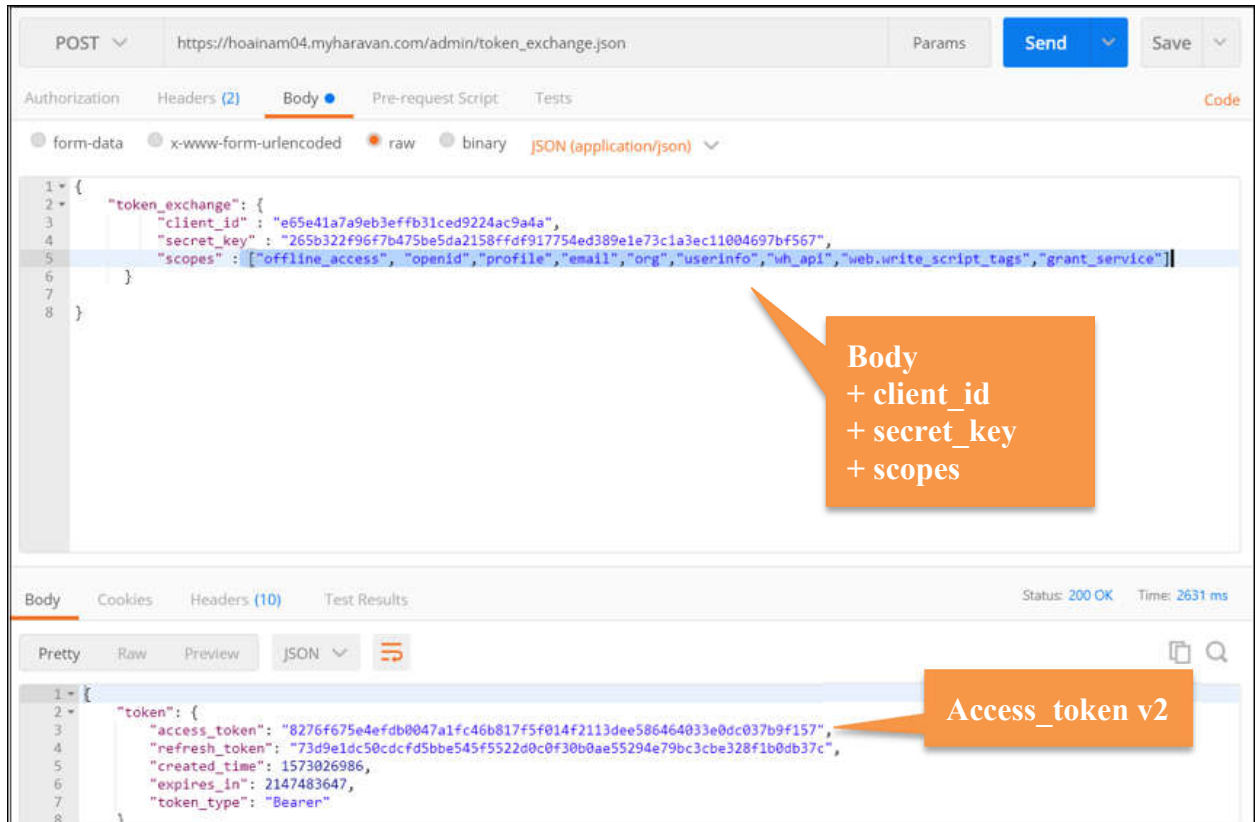 POST https://hoainam04.myharavan.com/admin/token_exchange.json Params Send Save
Authorization Headers (2) Body Pre-request Script Tests Code
form-data x-www-form-urlencoded raw binary JSON (application/json)
1 {
2 "token_exchange": {
3 "client_id" : "e65e41a7a9eb3effb31ced9224ac9a4a",
4 "secret_key" : "265b322f96f7b475be5da2158ffdf917754ed389e1e73c1a3ec11004697bf567",
5 "scopes" : ["offline_access", "openid","profile","email","org","userinfo","wh_api","web.write_script_tags","grant_service"]
6 }
7
8 }
Body
+ client_id
+ secret_key
+ scopes
Body Cookies Headers (10) Test Results Status: 200 OK Time: 2631 ms
Pretty Raw Preview JSON
1 {
2 "token": {
3 "access_token": "8276f675e4efdb0047a1fc46b817f5f014f2113dee586464033e0dc037b9f157",
4 "refresh_token": "73d9e1dc50cdcfd5bbe545f5522d0c0f30b0ae55294e79bc3cbe328f1b0db37c",
5 "created_time": 1573026986,
6 "expires_in": 2147483647,
7 "token_type": "Bearer"
8 }
Access_token v2